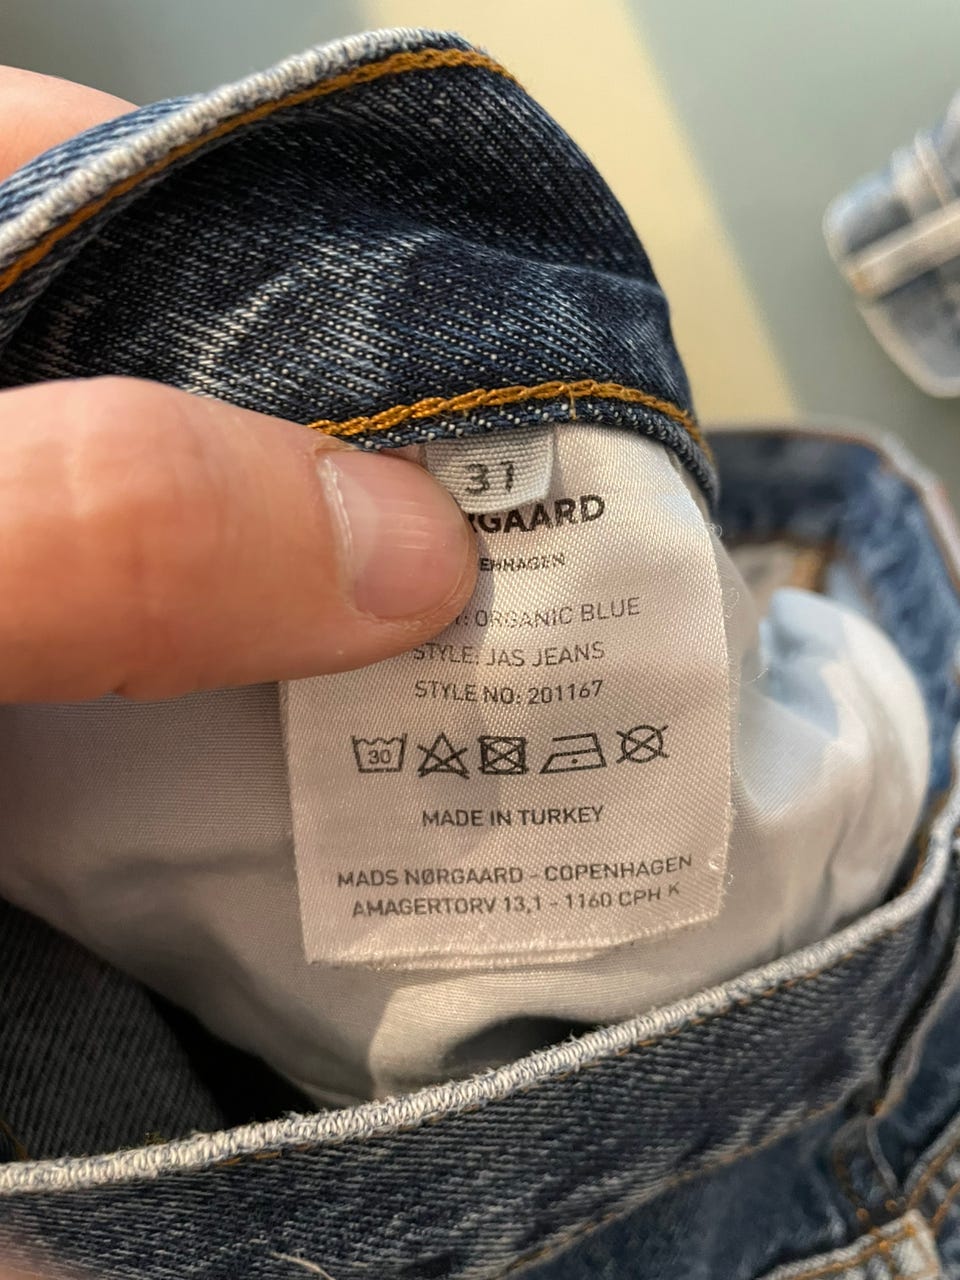 31
RGAARD
ENHAGEN
: ORGANIC BLUE
STYLE: JAS JEANS
STYLE NO: 201167
30
MADE IN TURKEY
MADS NØRGAARD - COPENHAGEN
AMAGERTORV 13,1 - 1160 CPH K